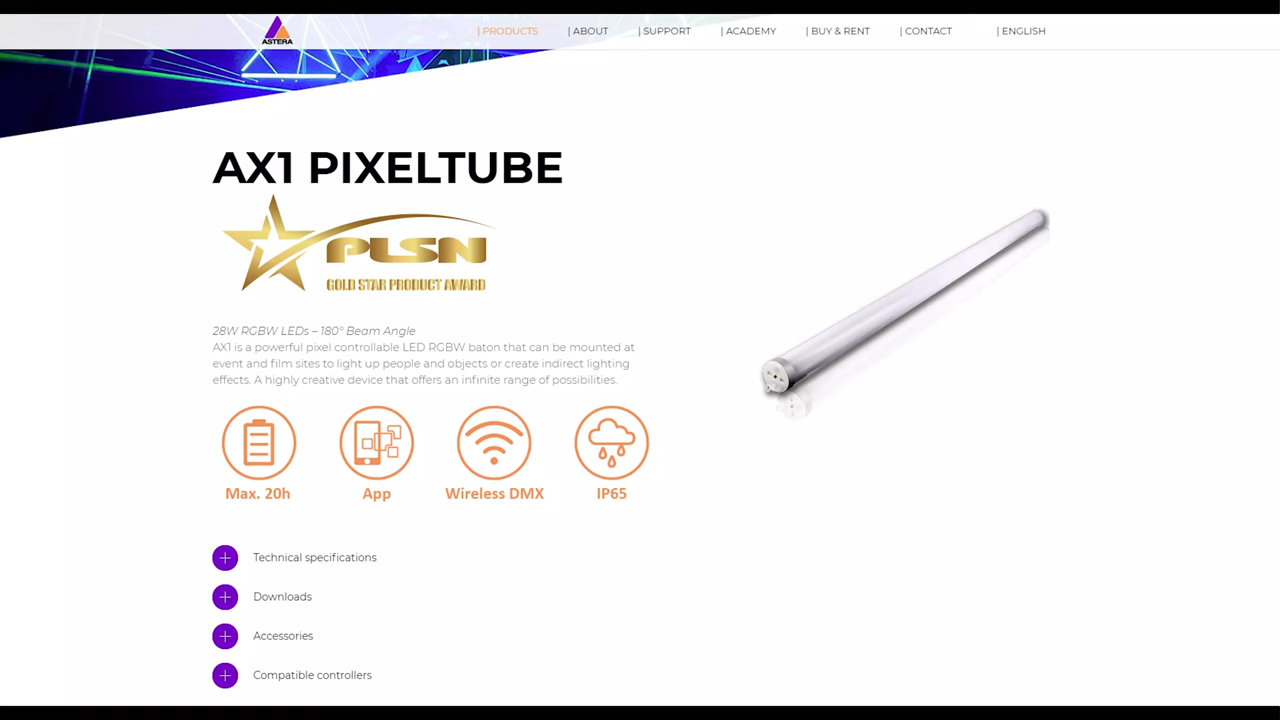 ASTERA
| PRODUCTS | ABOUT | SUPPORT | ACADEMY | BUY & RENT | CONTACT | ENGLISH
AX1 PIXELTUBE
PLSN
GOLD STAR PRODUCT AWARD
28W RGBW LEDs – 180° Beam Angle
AX1 is a powerful pixel controllable LED RGBW baton that can be mounted at
event and film sites to light up people and objects or create indirect lighting
effects. A highly creative device that offers an infinite range of possibilities.
Max. 20h App Wireless DMX IP65
Technical specifications
Downloads
Accessories
Compatible controllers